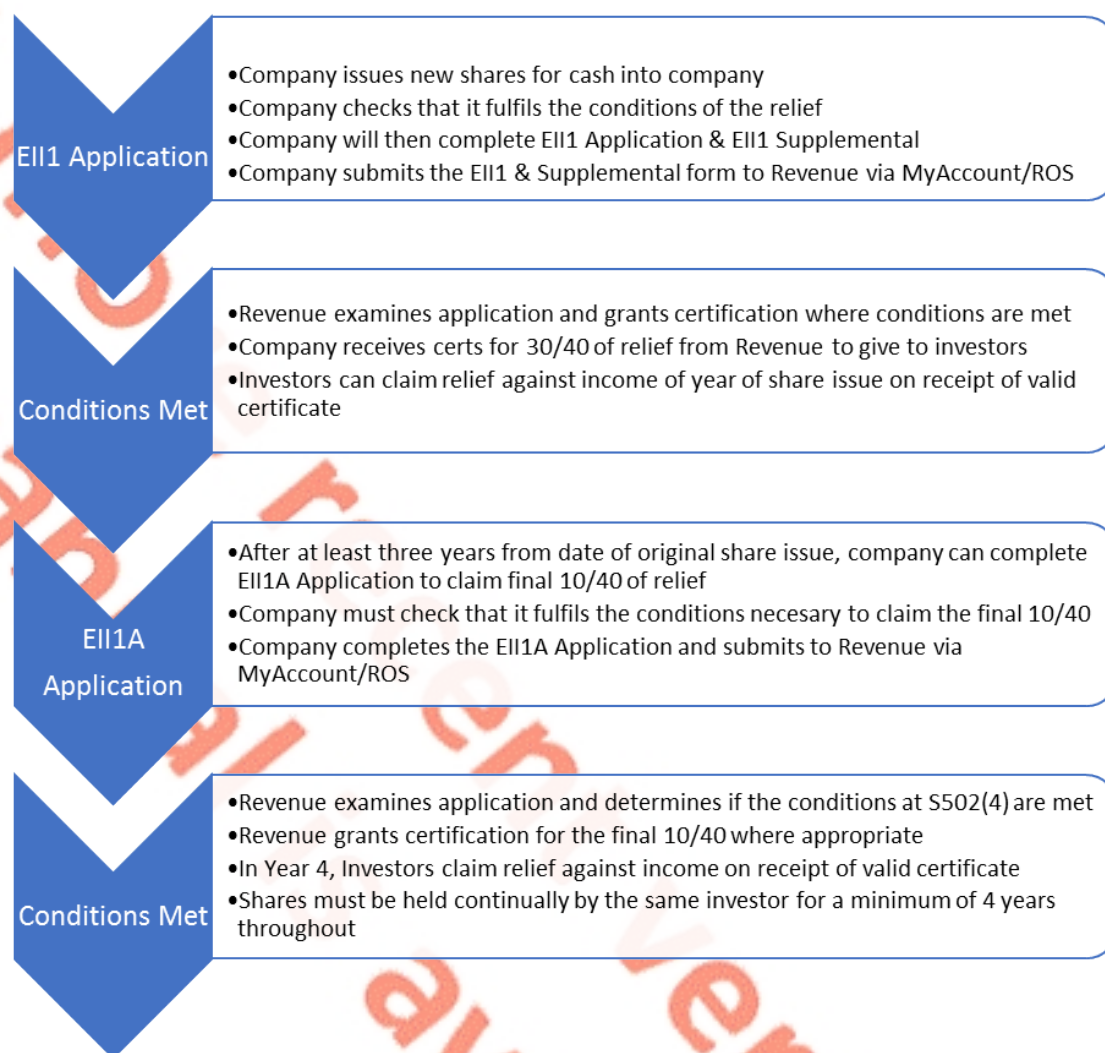 EII1 Application
•Company issues new shares for cash into company
•Company checks that it fulfils the conditions of the relief
•Company will then complete EII1 Application & EII1 Supplemental
•Company submits the EII1 & Supplemental form to Revenue via MyAccount/ROS
Conditions Met
•Revenue examines application and grants certification where conditions are met
•Company receives certs for 30/40 of relief from Revenue to give to investors
•Investors can claim relief against income of year of share issue on receipt of valid
certificate
EII1A
Application
•After at least three years from date of original share issue, company can complete
EII1A Application to claim final 10/40 of relief
•Company must check that it fulfils the conditions necesary to claim the final 10/40
•Company completes the EII1A Application and submits to Revenue via
MyAccount/ROS
Conditions Met
•Revenue examines application and determines if the conditions at S502(4) are met
•Revenue grants certification for the final 10/40 where appropriate
•In Year 4, Investors claim relief against income on receipt of valid certificate
•Shares must be held continually by the same investor for a minimum of 4 years
throughout
recent